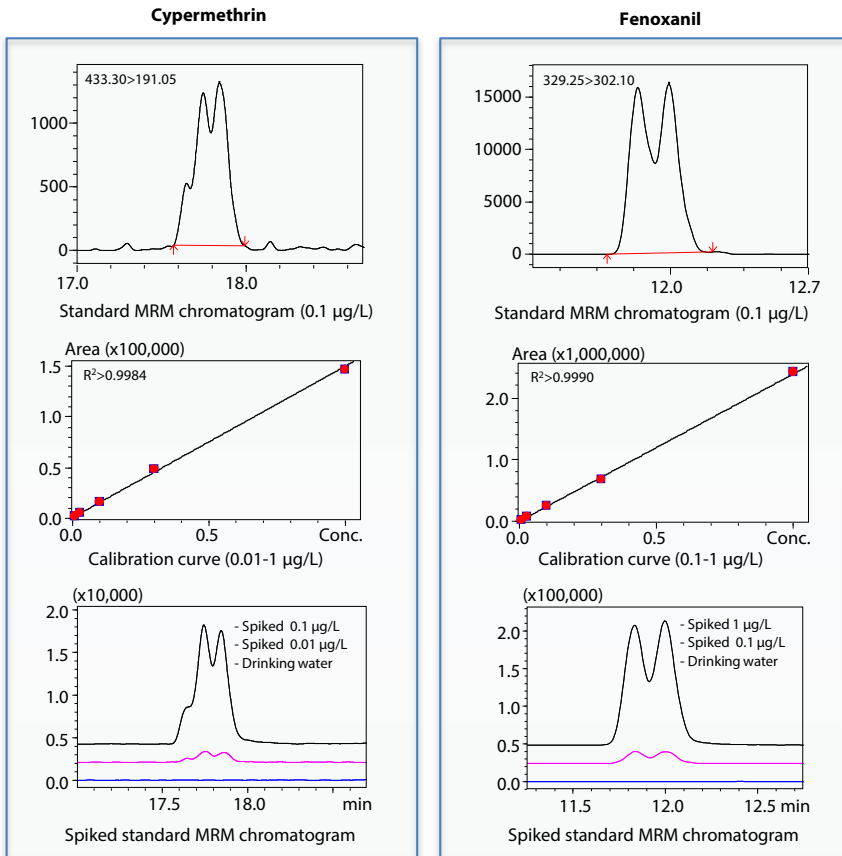 Cypermethrin
433.30>191.05
1000
500
0
17.0 18.0
Standard MRM chromatogram (0.1 µg/L)
Area (x100,000)
R²>0.9984
1.5
1.0
0.5
0.0
0.0 0.5 Conc.
Calibration curve (0.01-1 µg/L)
(x10,000)
- Spiked 0.1 µg/L
- Spiked 0.01 µg/L
- Drinking water
2.0
1.5
1.0
0.5
0.0
17.5 18.0 min
Spiked standard MRM chromatogram
Fenoxanil
329.25>302.10
15000
10000
5000
0
12.0 12.7
Standard MRM chromatogram (0.1 µg/L)
Area (x1,000,000)
R²>0.9990
2.0
1.0
0.0
0.0 0.5 Conc.
Calibration curve (0.1-1 µg/L)
(x100,000)
- Spiked 1 µg/L
- Spiked 0.1 µg/L
- Drinking water
2.0
1.5
1.0
0.5
0.0
11.5 12.0 12.5 min
Spiked standard MRM chromatogram